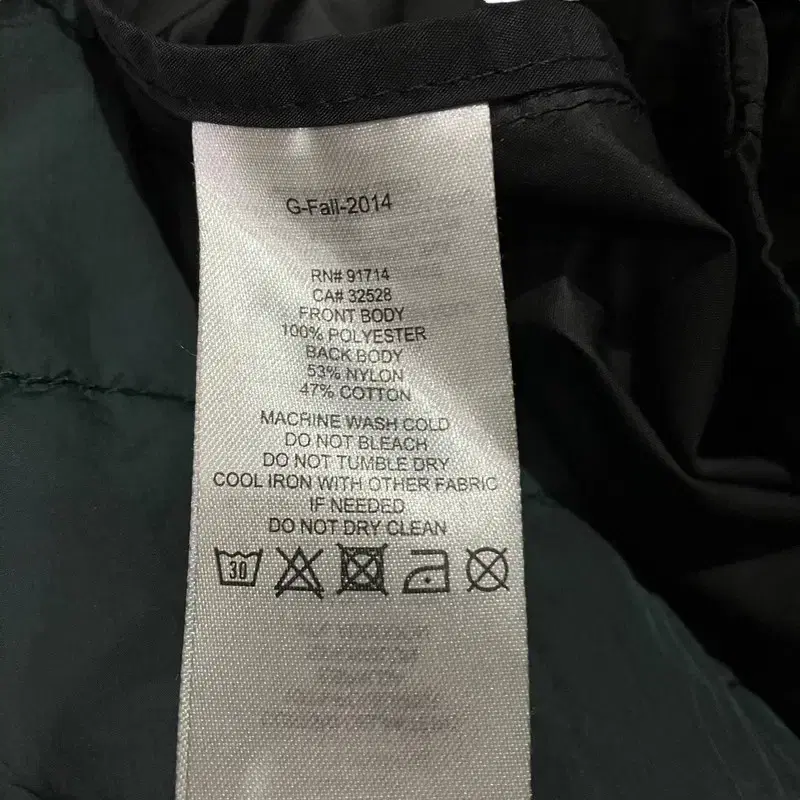 G-Fall-2014
RN# 91714
CA# 32528
FRONT BODY
100% POLYESTER
BACK BODY
53% NYLON
47% COTTON
MACHINE WASH COLD
DO NOT BLEACH
DO NOT TUMBLE DRY
COOL IRON WITH OTHER FABRIC
IF NEEDED
DO NOT DRY CLEAN
30